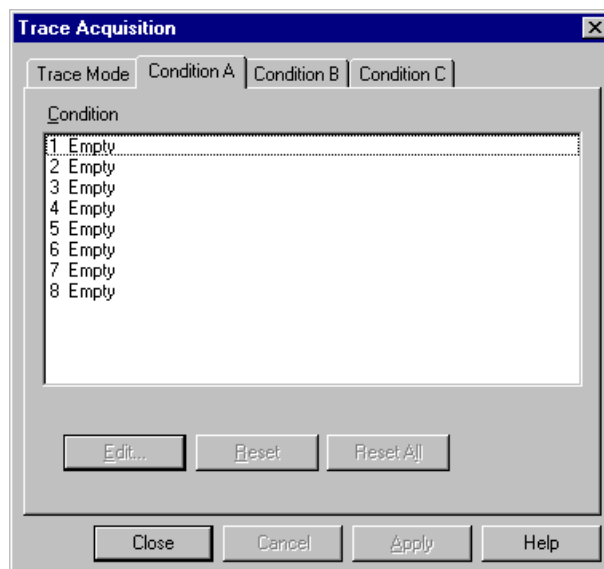 Trace Acquisition
Trace Mode Condition A Condition B Condition C
Condition
1 Empty
2 Empty
3 Empty
4 Empty
5 Empty
6 Empty
7 Empty
8 Empty
Edit... Reset Reset All
Close Cancel Apply Help